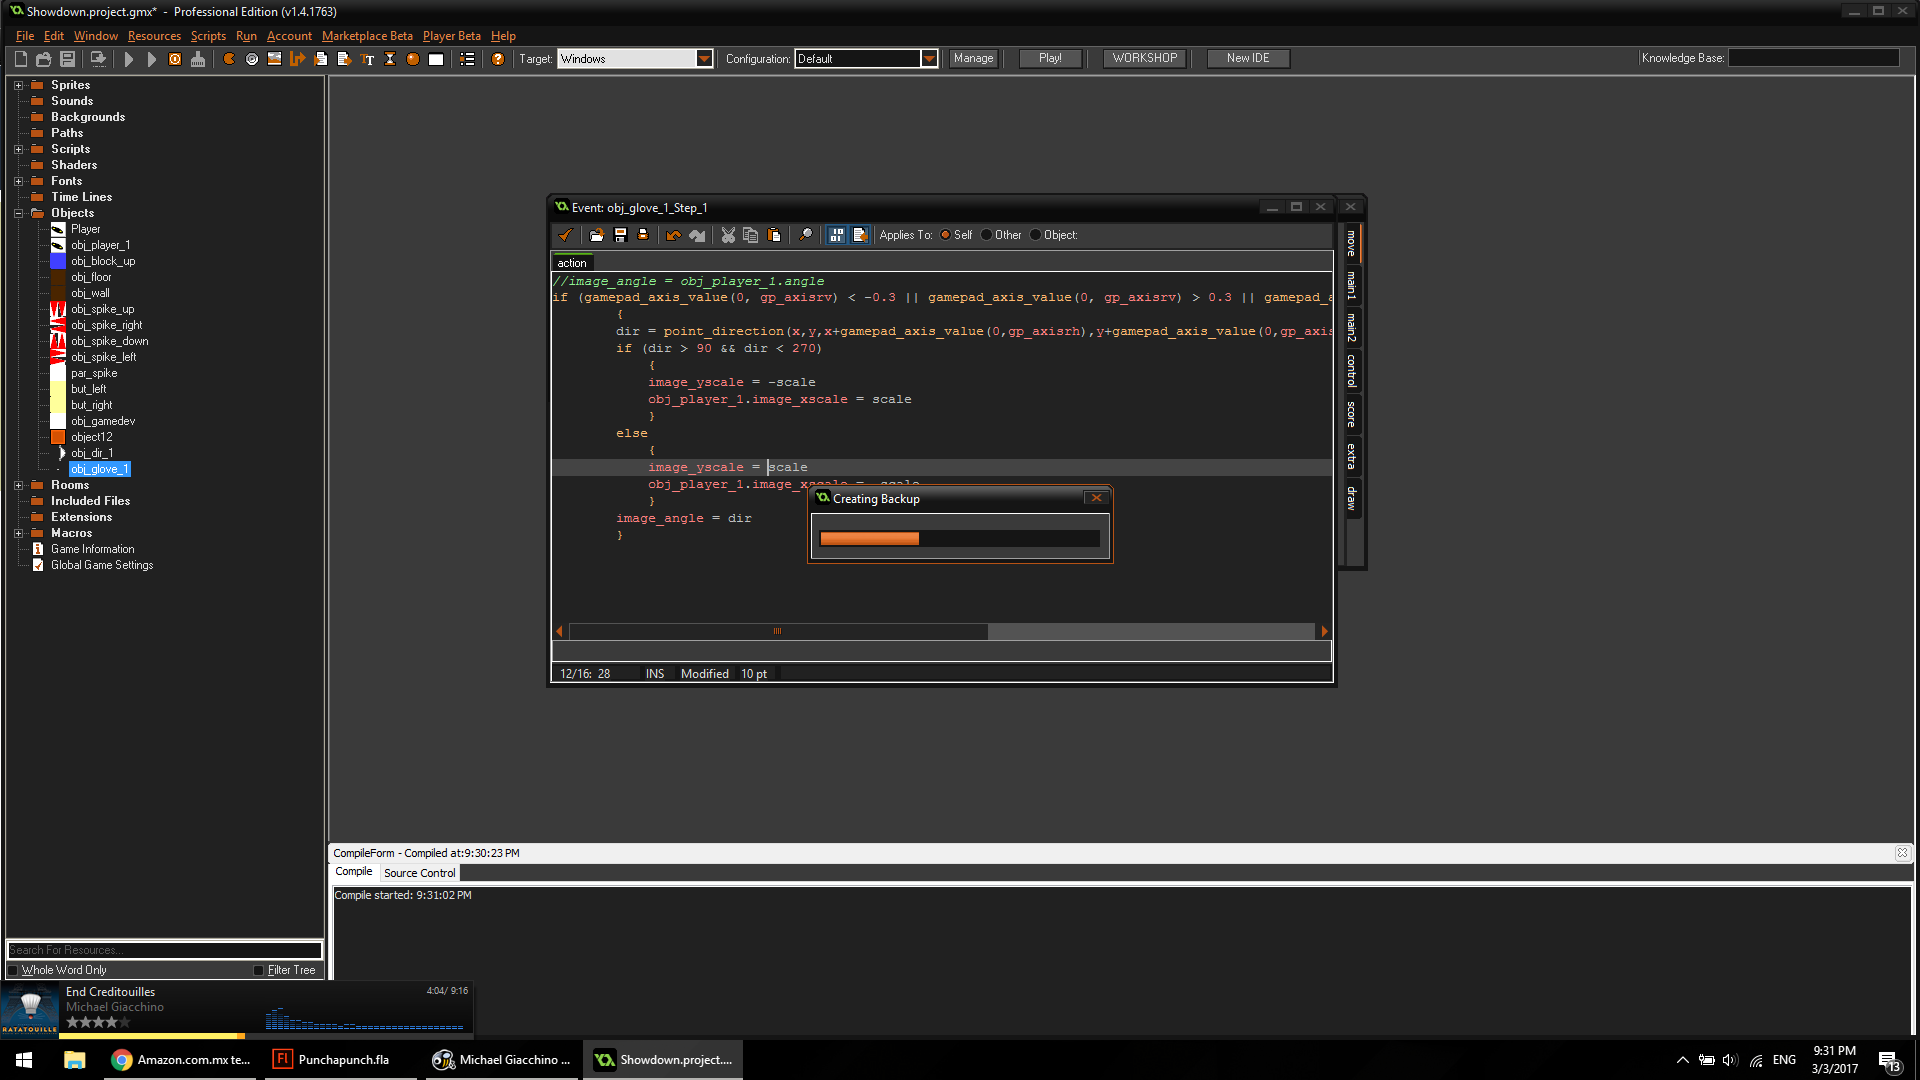 Showdown.project.gmx* - Professional Edition (v1.4.1763)
File Edit Window Resources Scripts Run Account Marketplace Beta Player Beta Help
Target: Windows Configuration: Default Manage Play! WORKSHOP New IDE Knowledge Base:
Sprites
Sounds
Backgrounds
Paths
Scripts
Shaders
Fonts
Time Lines
Objects
Player
obj_player_1
obj_block_up
obj_floor
obj_wall
obj_spike_up
obj_spike_right
obj_spike_down
obj_spike_left
par_spike
but_left
but_right
obj_gamedev
object12
obj_dir_1
obj_glove_1
Rooms
Included Files
Extensions
Macros
Game Information
Global Game Settings
Search For Resources...
Whole Word Only Filter Tree
Event: obj_glove_1_Step_1
Applies To: Self Other Object:
action
//image_angle = obj_player_1.angle
if (gamepad_axis_value(0, gp_axisrv) < -0.3 || gamepad_axis_value(0, gp_axisrv) > 0.3 || gamepad_a
{
dir = point_direction(x,y,x+gamepad_axis_value(0,gp_axisrh),y+gamepad_axis_value(0,gp_axis
if (dir > 90 && dir < 270)
{
image_yscale = -scale
obj_player_1.image_xscale = scale
}
else
{
image_yscale = scale
obj_player_1.image_xscale = -scale
}
image_angle = dir
}
Creating Backup
12/16: 28 INS Modified 10 pt
move
main1
main2
control
score
extra
draw
CompileForm - Compiled at:9:30:23 PM
Compile Source Control
Compile started: 9:31:02 PM
End Creditouilles 4:04/ 9:16
Michael Giacchino
RATATOUILLE
Amazon.com.mx te...
Punchapunch.fla
Michael Giacchino ...
Showdown.project....
ENG
9:31 PM
3/3/2017
13